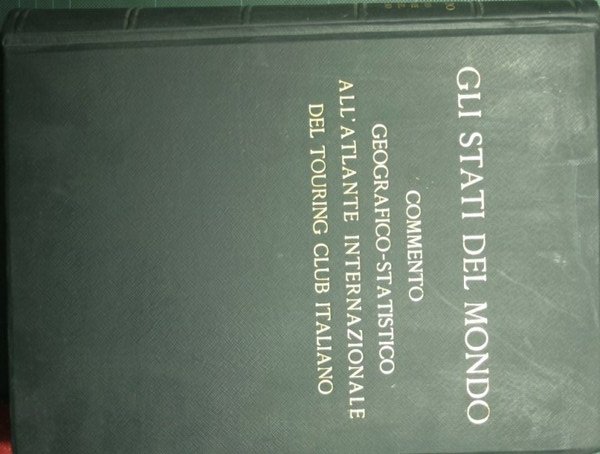 GLI STATI DEL MONDO
COMMENTO
GEOGRAFICO-STATISTICO
ALL'ATLANTE INTERNAZIONALE
DEL TOURING CLUB ITALIANO